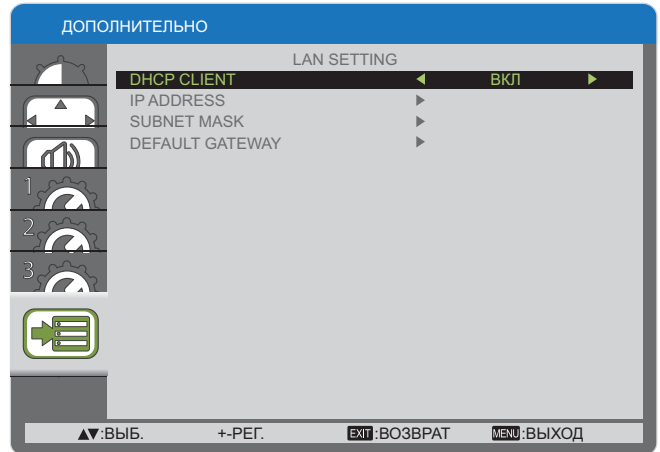 ДОПОЛНИТЕЛЬНО
LAN SETTING
DHCP CLIENT ◀ ВКЛ ▶
IP ADDRESS ▶
SUBNET MASK ▶
DEFAULT GATEWAY ▶
1
2
3
▲▼:ВЫБ. +-РЕГ. EXIT:ВОЗВРАТ MENU:ВЫХОД